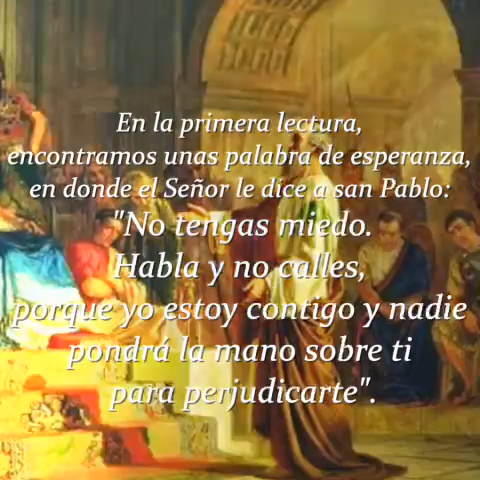 En la primera lectura,
encontramos unas palabra de esperanza,
en donde el Señor le dice a san Pablo:
"No tengas miedo.
Habla y no calles,
porque yo estoy contigo y nadie
pondrá la mano sobre ti
para perjudicarte".